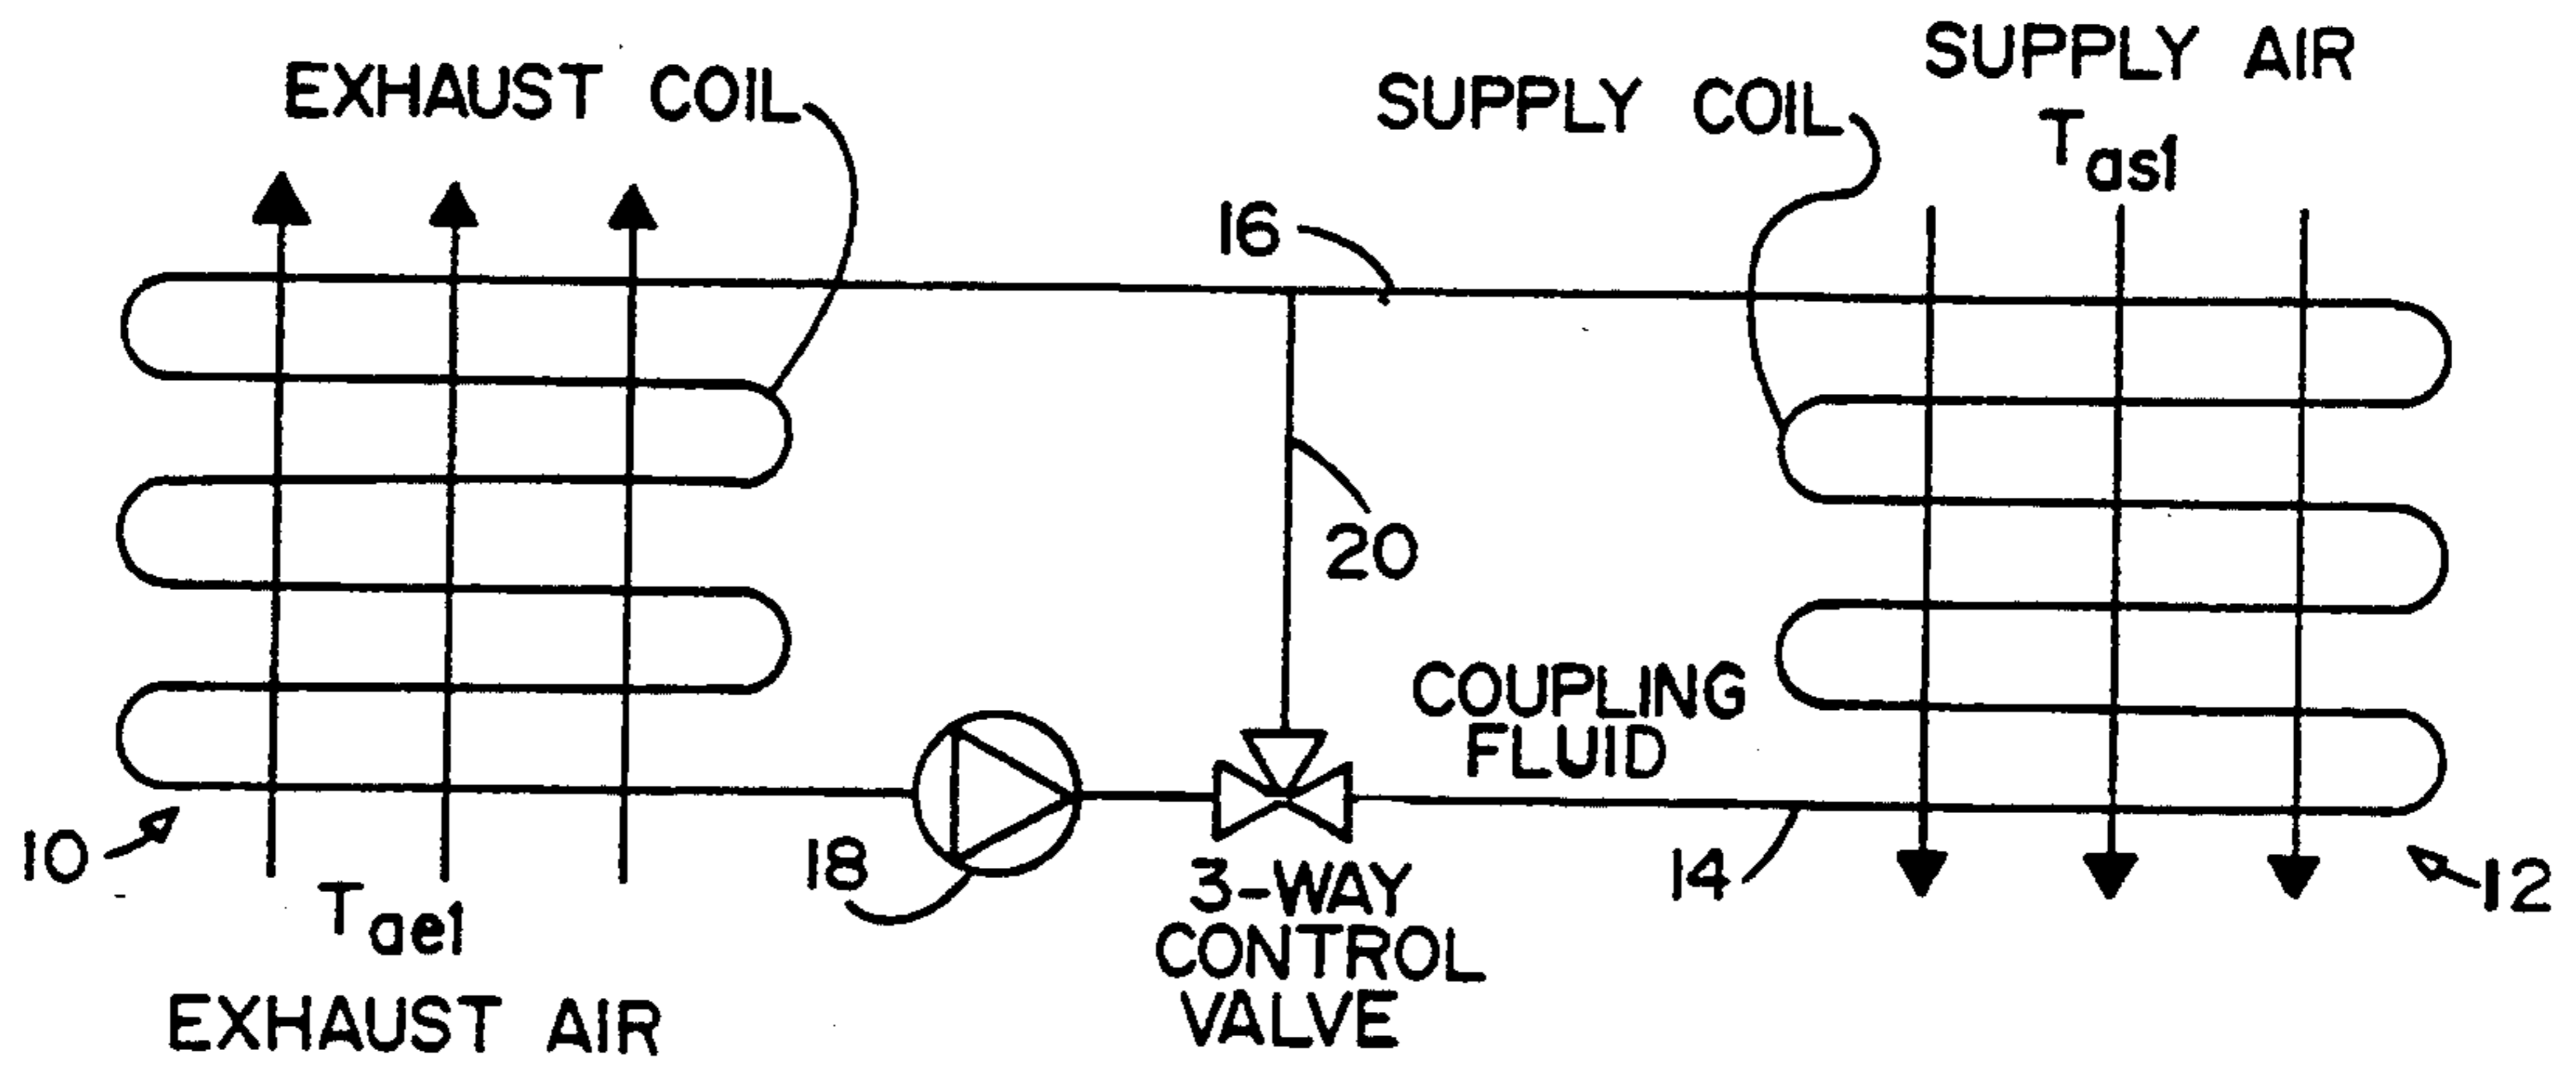 SUPPLY AIR
EXHAUST COIL
SUPPLY COIL
Tas1
16
20
COUPLING
FLUID
10
18
14
12
3-WAY
CONTROL
VALVE
Tae1
EXHAUST AIR